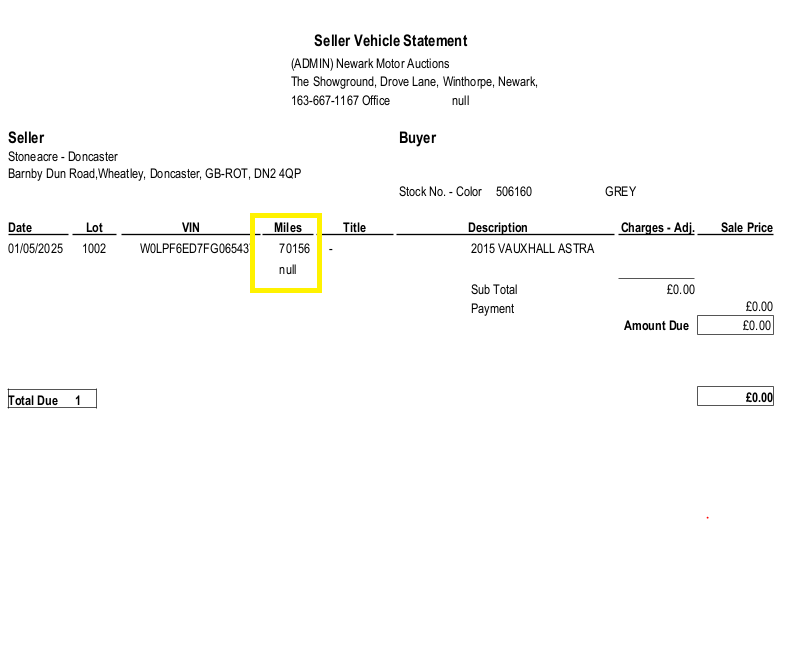 Seller Vehicle Statement
(ADMIN) Newark Motor Auctions
The Showground, Drove Lane, Winthorpe, Newark,
163-667-1167 Office null
Seller Buyer
Stoneacre - Doncaster
Barnby Dun Road,Wheatley, Doncaster, GB-ROT, DN2 4QP
Stock No. - Color 506160 GREY
Date Lot VIN Miles Title Description Charges - Adj. Sale Price
01/05/2025 1002 W0LPF6ED7FG06543 70156 - 2015 VAUXHALL ASTRA
null
Sub Total £0.00
Payment £0.00
Amount Due £0.00
Total Due 1 £0.00